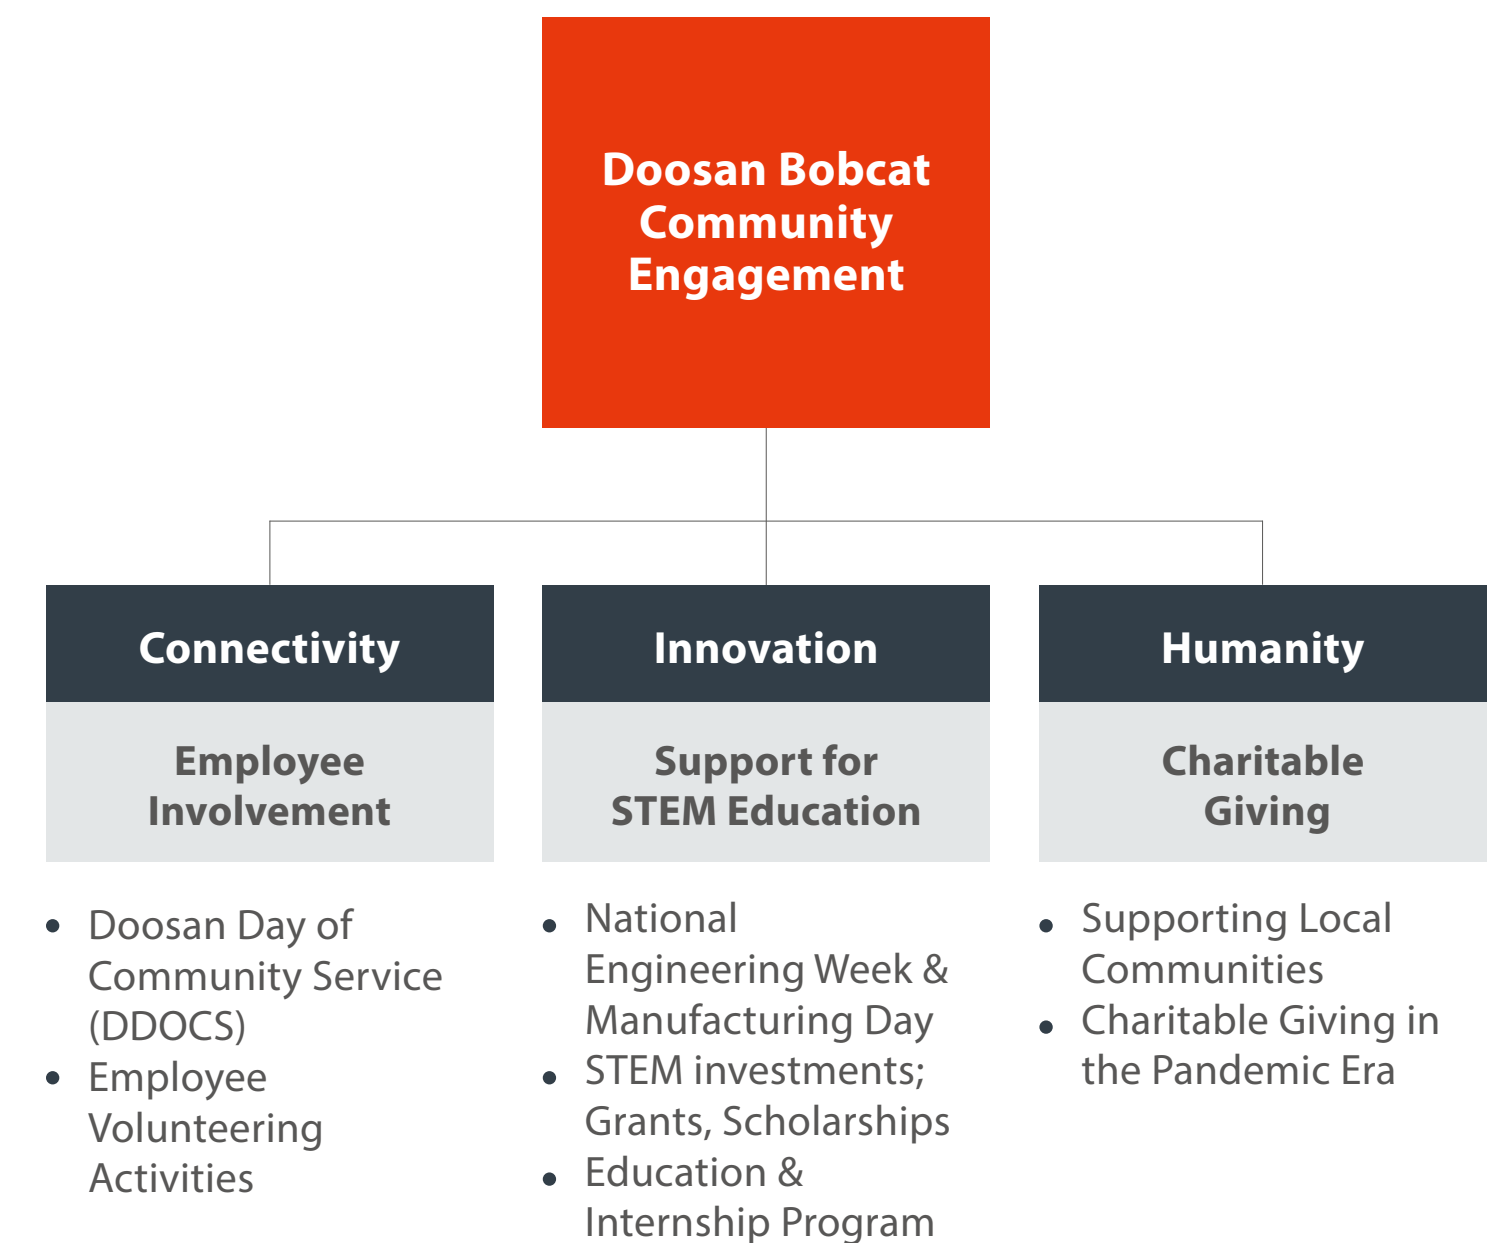 Doosan Bobcat
Community
Engagement
Connectivity
Employee
Involvement
• Doosan Day of
Community Service
(DDOCS)
• Employee
Volunteering
Activities
Innovation
Support for
STEM Education
• National
Engineering Week &
Manufacturing Day
• STEM investments;
Grants, Scholarships
• Education &
Internship Program
Humanity
Charitable
Giving
• Supporting Local
Communities
• Charitable Giving in
the Pandemic Era